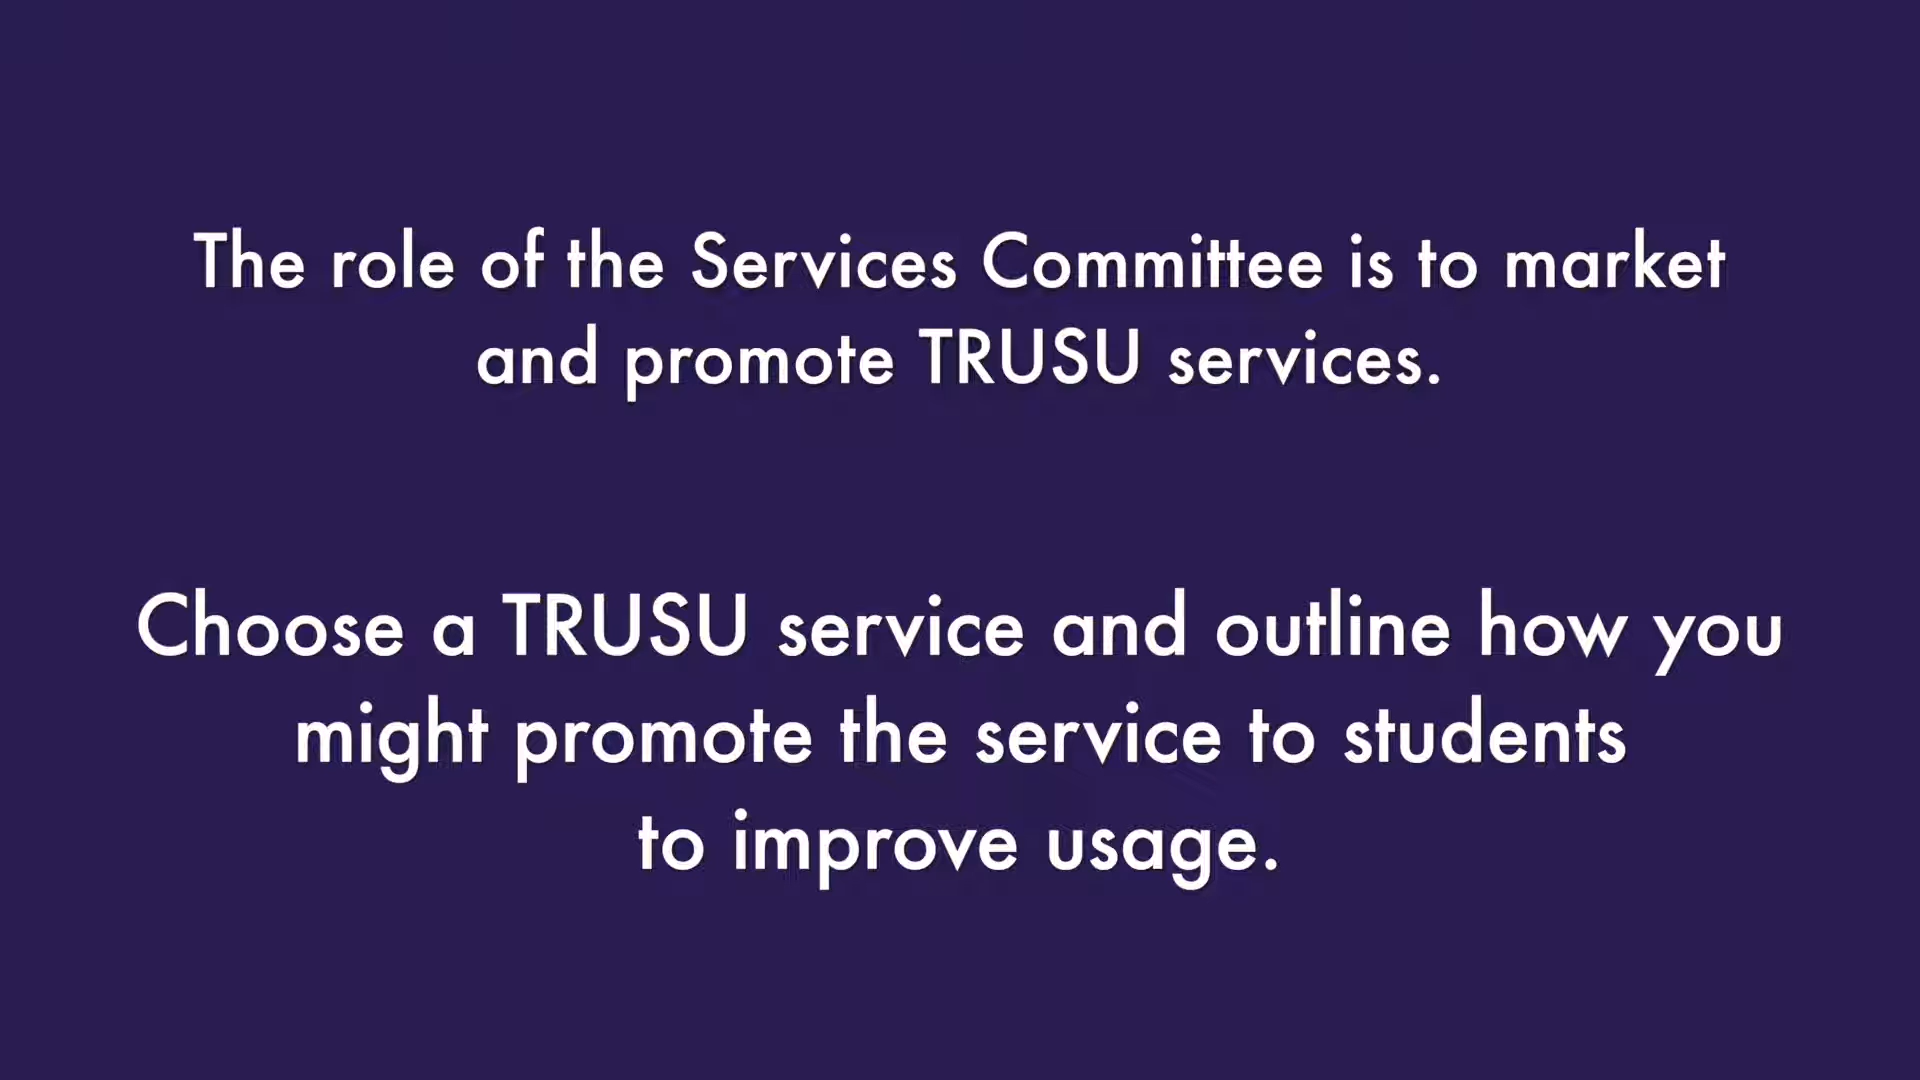 The role of the Services Committee is to market
and promote TRUSU services.
Choose a TRUSU service and outline how you
might promote the service to students
to improve usage.